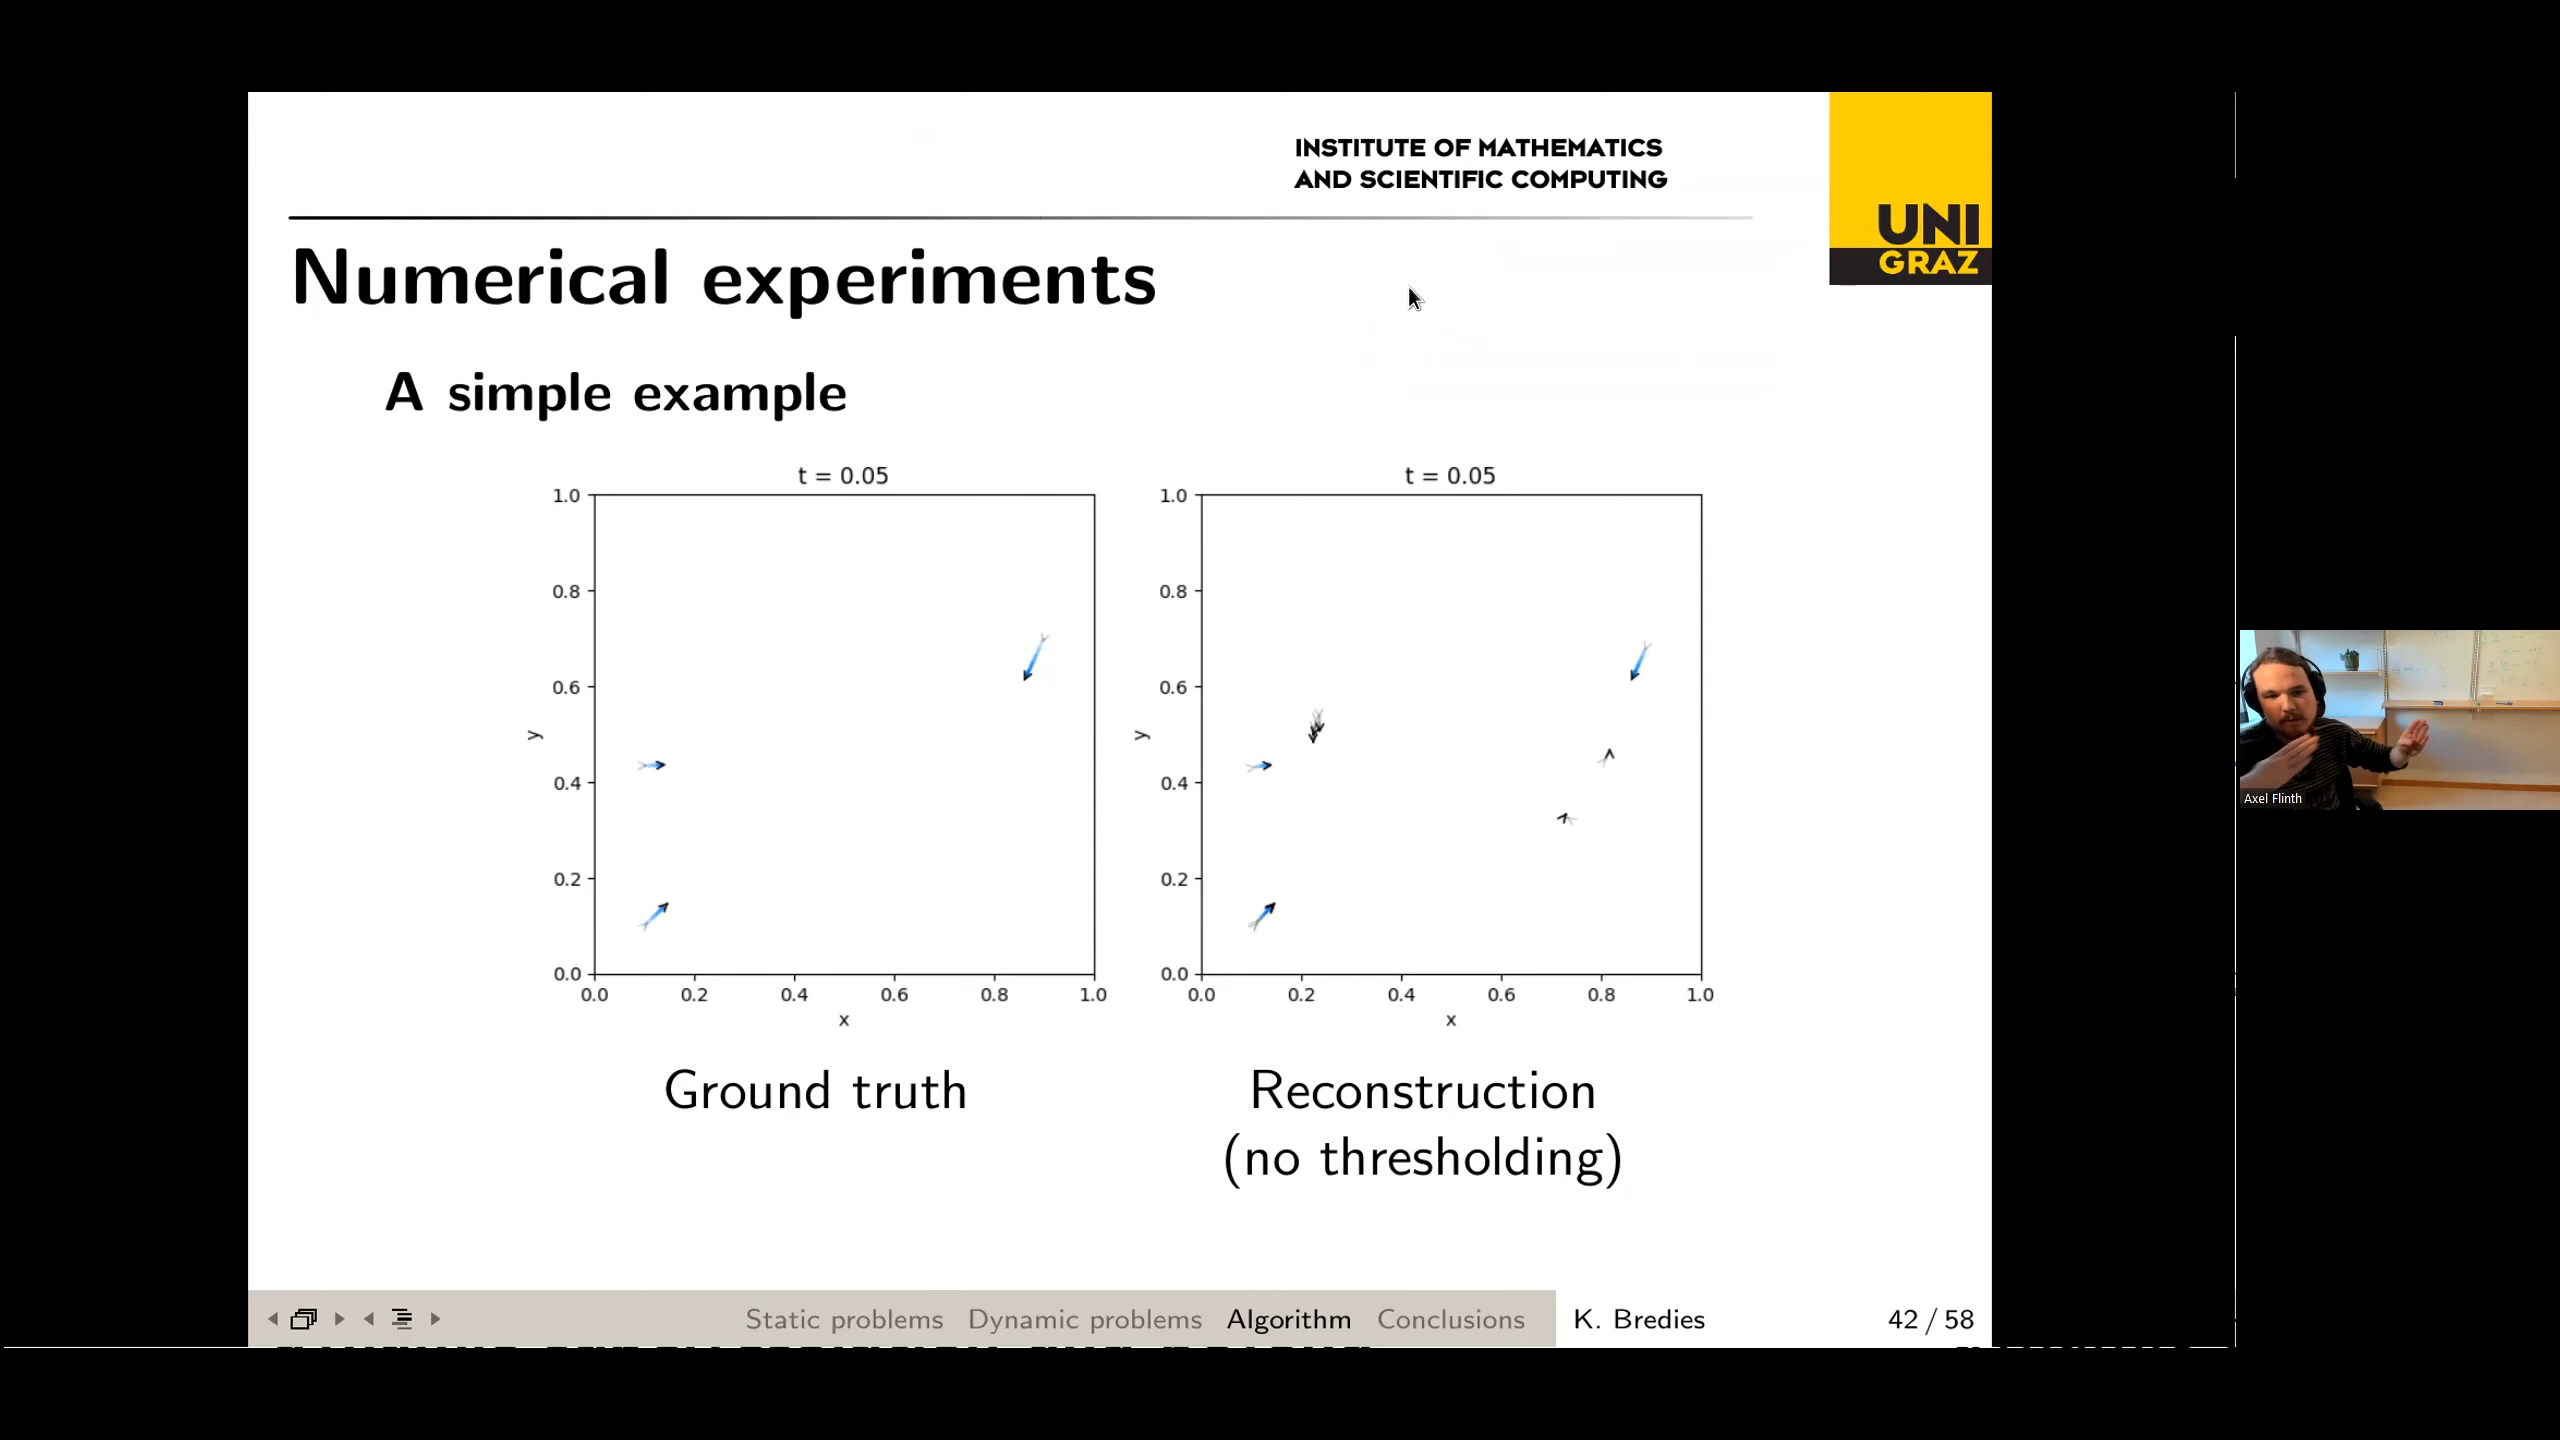 INSTITUTE OF MATHEMATICS
AND SCIENTIFIC COMPUTING
UNI
GRAZ
Numerical experiments
A simple example
t = 0.05
1.0
0.8
0.6
0.4
0.2
0.0
y
0.0 0.2 0.4 0.6 0.8 1.0
x
t = 0.05
1.0
0.8
0.6
0.4
0.2
0.0
y
0.0 0.2 0.4 0.6 0.8 1.0
x
Ground truth
Reconstruction
(no thresholding)
Axel Flinth
Static problems Dynamic problems Algorithm Conclusions K. Bredies 42 / 58